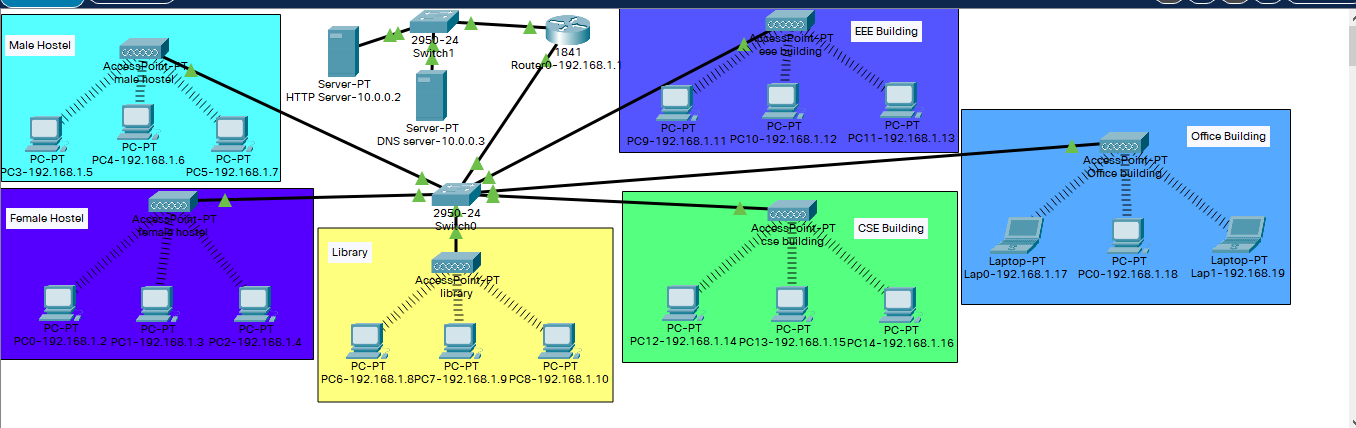 Male Hostel
AccessPoint-PT
male hostel
PC-PT
PC3-192.168.1.5
PC-PT
PC4-192.168.1.6
PC-PT
PC5-192.168.1.7
Server-PT
HTTP Server-10.0.0.2
2950-24
Switch1
Server-PT
DNS server-10.0.0.3
1841
Router0-192.168.1.1
EEE Building
AccessPoint-PT
eee building
PC-PT
PC9-192.168.1.11
PC-PT
PC10-192.168.1.12
PC-PT
PC11-192.168.1.13
Office Building
AccessPoint-PT
Office building
Laptop-PT
Lap0-192.168.1.17
PC-PT
PC0-192.168.1.18
Laptop-PT
Lap1-192.168.19
Female Hostel
AccessPoint-PT
female hostel
PC-PT
PC0-192.168.1.2
PC-PT
PC1-192.168.1.3
PC-PT
PC2-192.168.1.4
2950-24
Switch0
Library
AccessPoint-PT
library
PC-PT
PC6-192.168.1.8
PC-PT
PC7-192.168.1.9
PC-PT
PC8-192.168.1.10
CSE Building
AccessPoint-PT
cse building
PC-PT
PC12-192.168.1.14
PC-PT
PC13-192.168.1.15
PC-PT
PC14-192.168.1.16